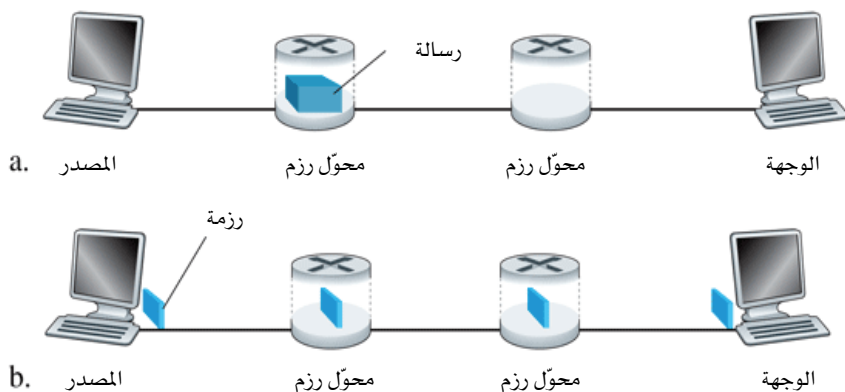 رسالة
a. المصدر محوّل رزم محوّل رزم الوجهة
رزمة
b. المصدر محوّل رزم محوّل رزم الوجهة